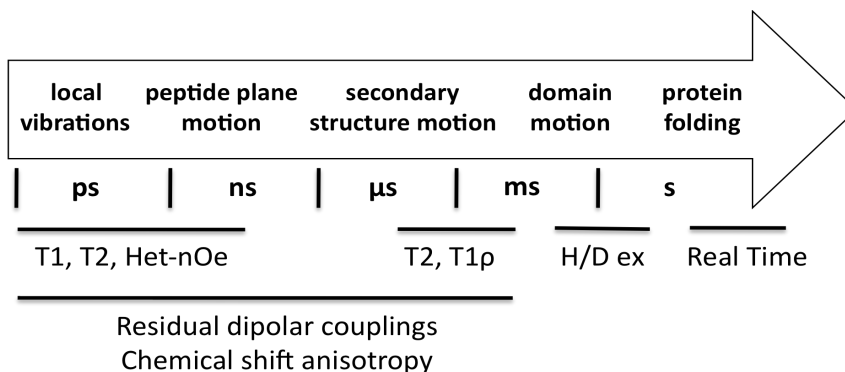 local peptide plane secondary domain protein
vibrations motion structure motion motion folding
ps ns µs ms s
T1, T2, Het-nOe T2, T1ρ H/D ex Real Time
Residual dipolar couplings
Chemical shift anisotropy